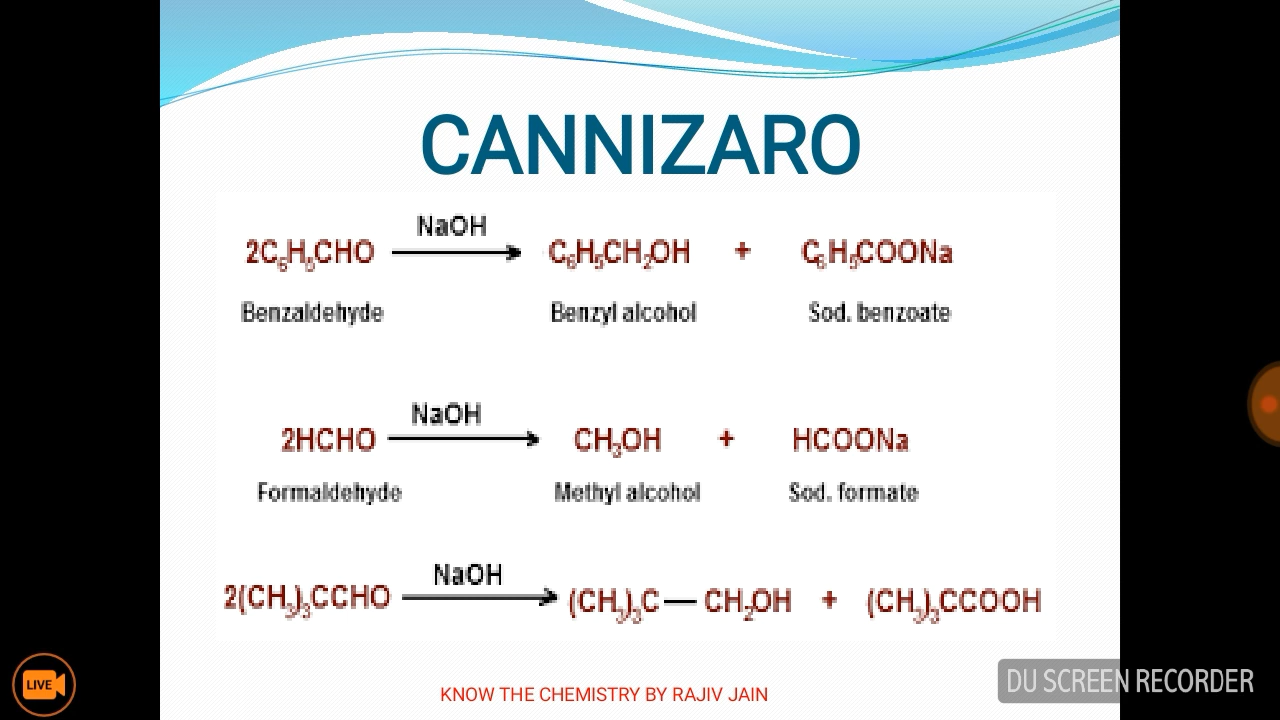 CANNIZARO
NaOH
2C₆H₅CHO → C₆H₅CH₂OH + C₆H₅COONa
Benzaldehyde Benzyl alcohol Sod. benzoate
NaOH
2HCHO → CH₃OH + HCOONa
Formaldehyde Methyl alcohol Sod. formate
NaOH
2(CH₃)₃CCHO → (CH₃)₃C — CH₂OH + (CH₃)₃CCOOH
KNOW THE CHEMISTRY BY RAJIV JAIN
LIVE
DU SCREEN RECORDER